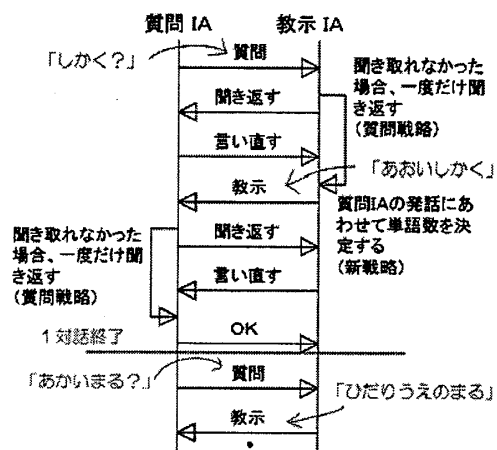 質問 IA 教示 IA
質問
「しかく？」
聞き取れなかった
場合、一度だけ聞
き返す
(質問戦略)
聞き返す
言い直す
「あおいしかく」
教示
質問IAの発話にあ
わせて単語数を決
定する
(新戦略)
聞き取れなかった
場合、一度だけ聞
き返す
(質問戦略)
聞き返す
言い直す
OK
1対話終了
質問
「あかいまる？」
「ひだりうえのまる」
教示